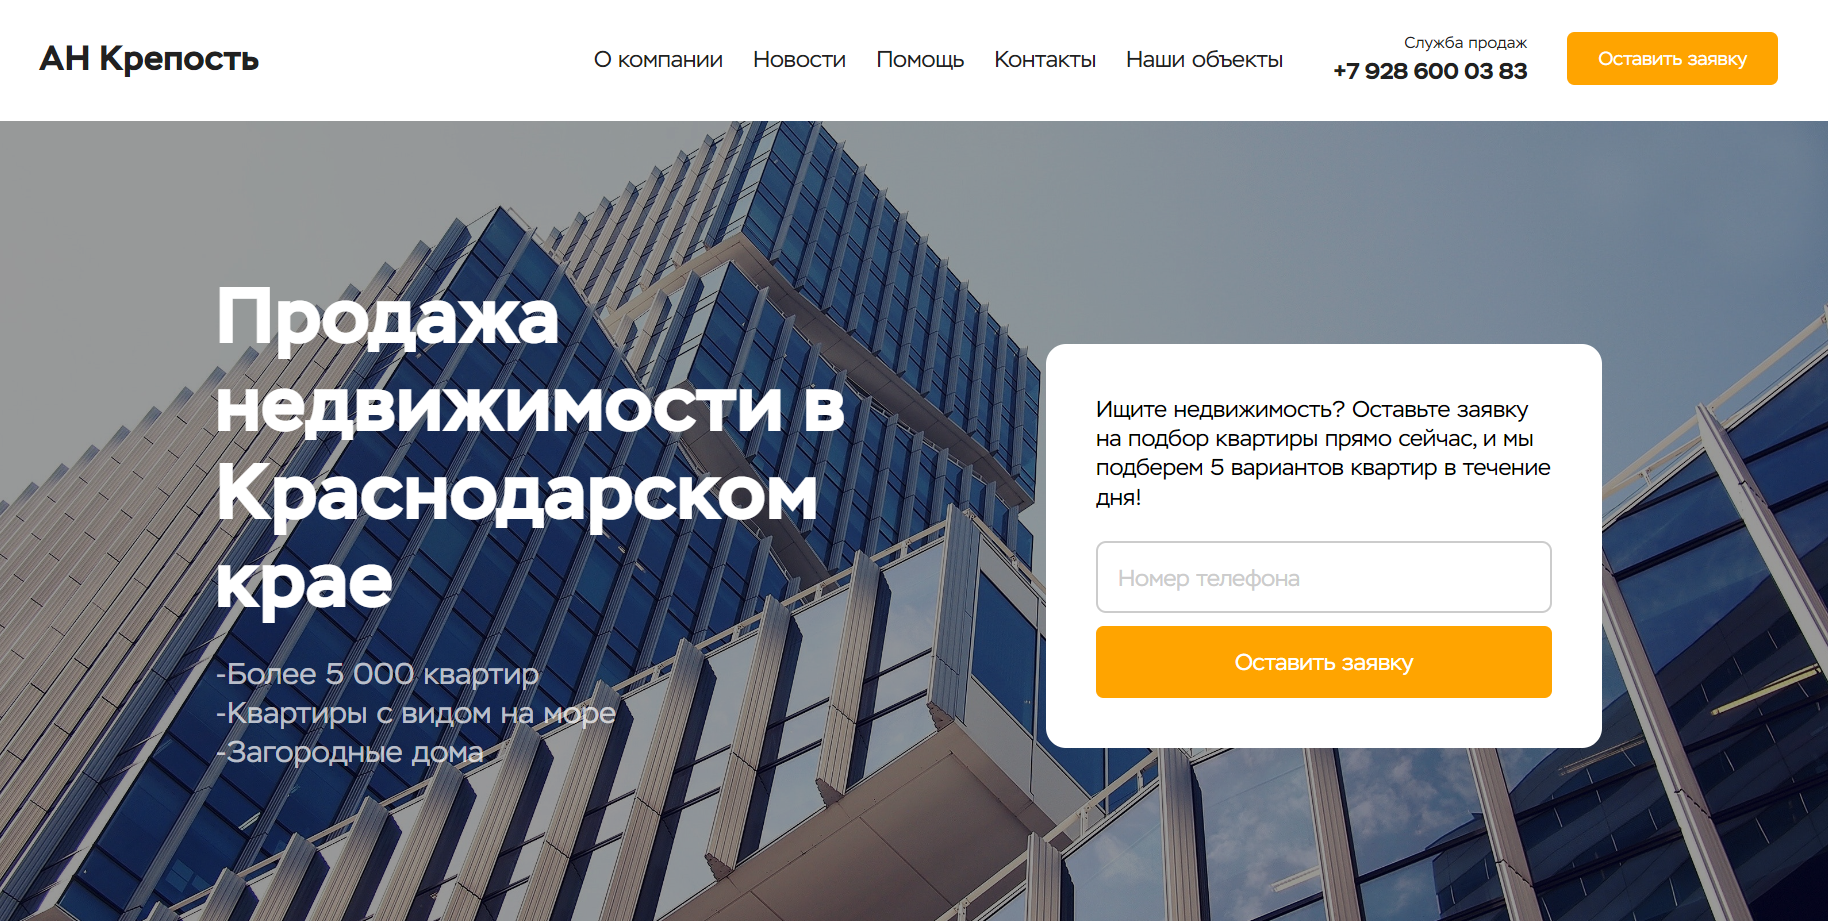 АН Крепость
О компании
Новости
Помощь
Контакты
Наши объекты
Служба продаж
+7 928 600 03 83
Оставить заявку
Продажа
недвижимости в
Краснодарском
крае
-Более 5 000 квартир
-Квартиры с видом на море
-Загородные дома
Ищите недвижимость? Оставьте заявку
на подбор квартиры прямо сейчас, и мы
подберем 5 вариантов квартир в течение
дня!
Номер телефона
Оставить заявку